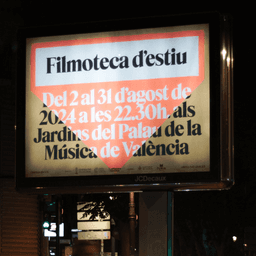 Filmoteca d'estiu
Del 2 al 31 d'agost de
2024 a les 22.30h. als
Jardins del Palau de la
Música de València
JCDecaux